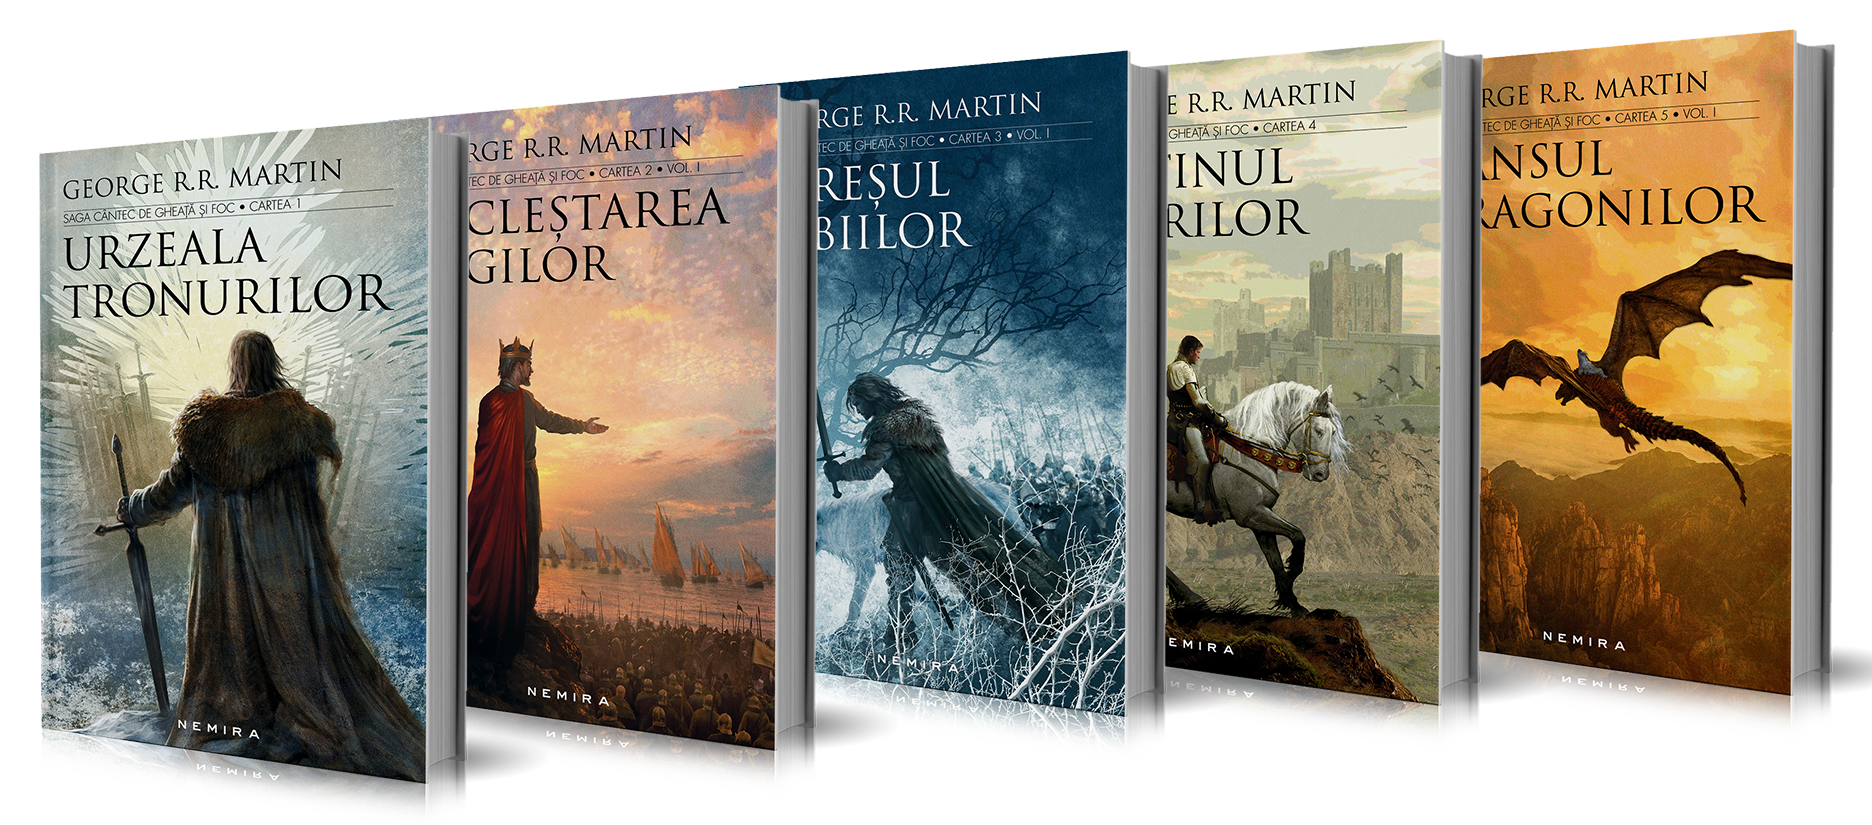 GEORGE R.R. MARTIN
SAGA CÂNTEC DE GHEAȚĂ ȘI FOC • CARTEA 1
URZEALA
TRONURILOR
NEMIRA
RGE R.R. MARTIN
TEC DE GHEAȚĂ ȘI FOC • CARTEA 2 • VOL. I
CLEȘTAREA
GILOR
NEMIRA
RGE R.R. MARTIN
TEC DE GHEAȚĂ ȘI FOC • CARTEA 3 • VOL. I
REȘUL
BIILOR
NEMIRA
E R.R. MARTIN
GHEAȚĂ ȘI FOC • CARTEA 4
TINUL
RILOR
EMIRA
RGE R.R. MARTIN
TEC DE GHEAȚĂ ȘI FOC • CARTEA 5 • VOL. I
ANSUL
RAGONILOR
NEMIRA